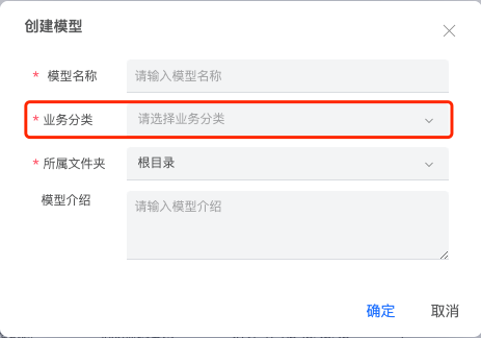 创建模型
* 模型名称 请输入模型名称
* 业务分类 请选择业务分类
* 所属文件夹 根目录
模型介绍 请输入模型介绍
确定 取消